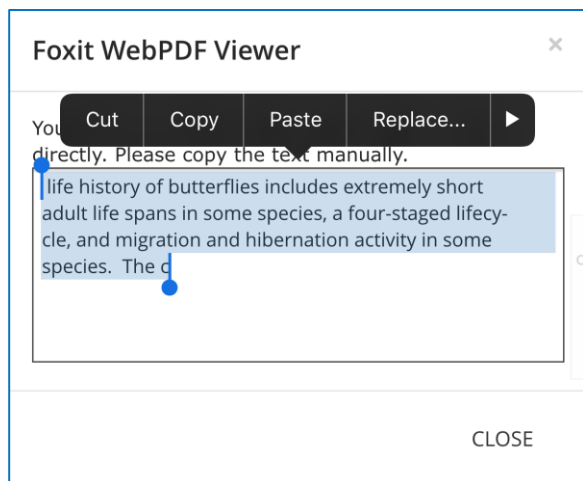 Foxit WebPDF Viewer
×
Cut Copy Paste Replace... ▶
You
directly. Please copy the text manually.
life history of butterflies includes extremely short
adult life spans in some species, a four-staged lifecy-
cle, and migration and hibernation activity in some
species.  The c
CLOSE